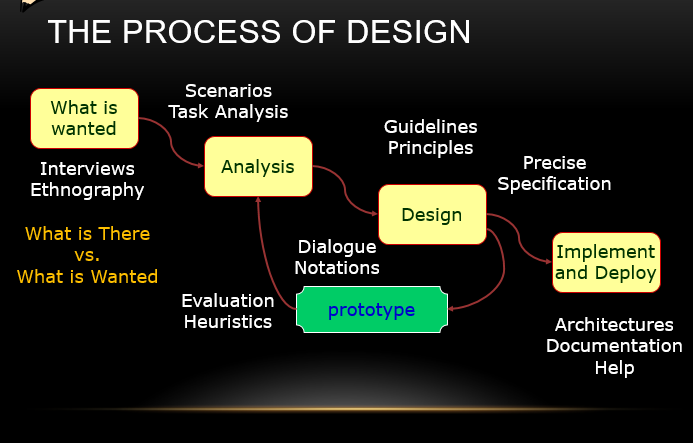 THE PROCESS OF DESIGN
What is
wanted
Scenarios
Task Analysis
Interviews
Ethnography
Analysis
Guidelines
Principles
What is There
vs.
What is Wanted
Design
Precise
Specification
Dialogue
Notations
Implement
and Deploy
Evaluation
Heuristics
prototype
Architectures
Documentation
Help